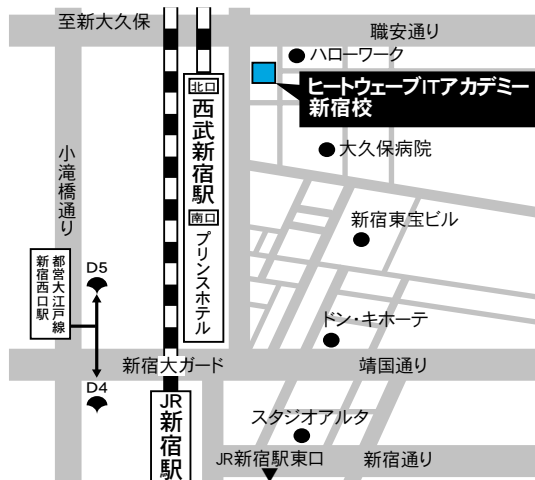 至新大久保
職安通り
ハローワーク
ヒートウェーブITアカデミー
新宿校
北口
西武新宿駅
南口
プリンスホテル
大久保病院
小滝橋通り
新宿東宝ビル
都営大江戸線
新宿西口駅
D5
ドン・キホーテ
新宿大ガード
靖国通り
D4
JR新宿駅
スタジオアルタ
JR新宿駅東口
新宿通り